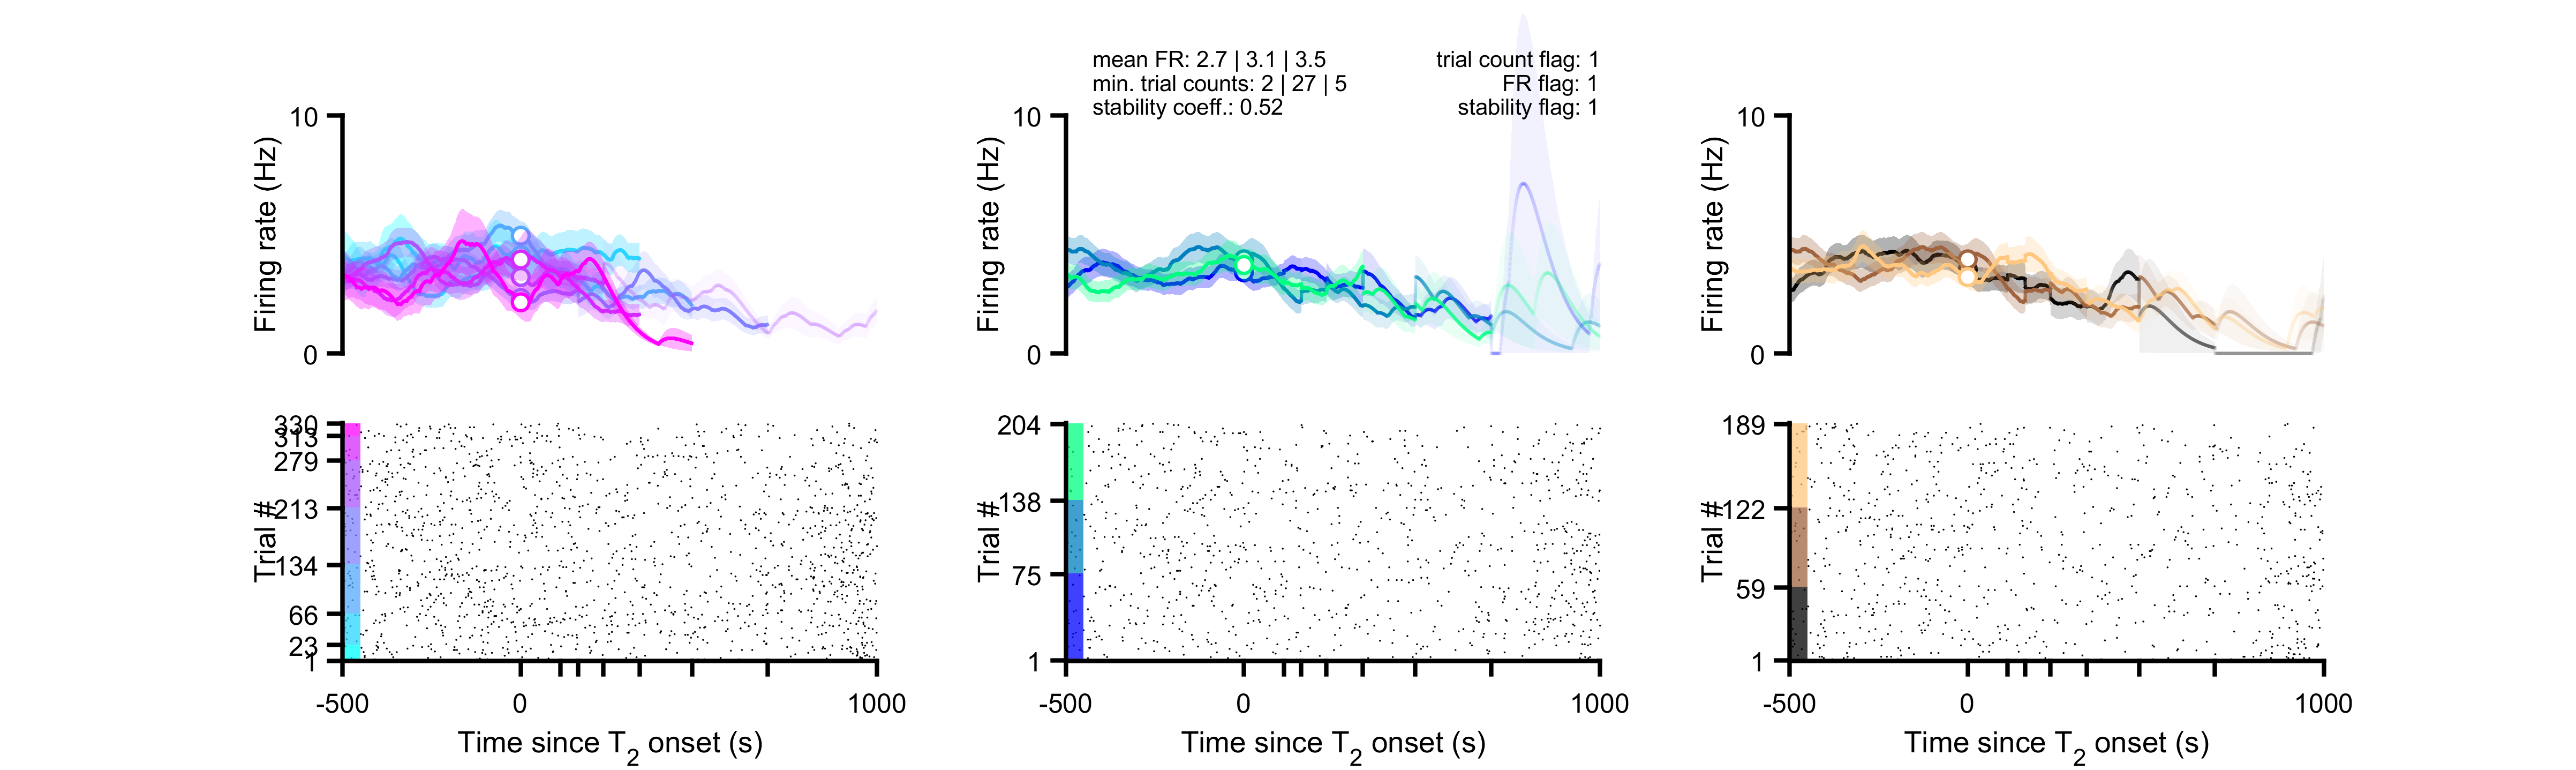 mean FR: 2.7 | 3.1 | 3.5
min. trial counts: 2 | 27 | 5
stability coeff.: 0.52
trial count flag: 1
FR flag: 1
stability flag: 1
10
Firing rate (Hz)
0
10
Firing rate (Hz)
0
10
Firing rate (Hz)
0
330
313
279
213
134
66
23
1
Trial #
-500
0
1000
Time since T2 onset (s)
204
138
75
1
Trial #
-500
0
1000
Time since T2 onset (s)
189
122
59
1
Trial #
-500
0
1000
Time since T2 onset (s)